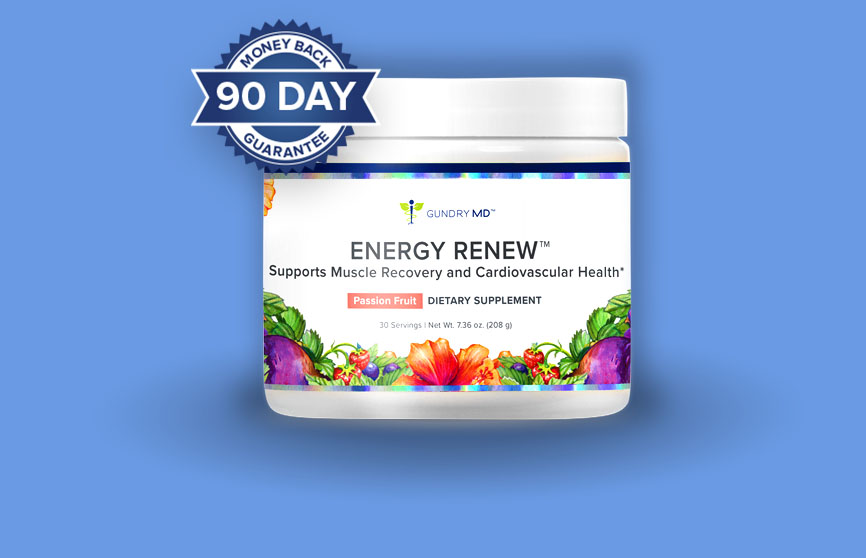 MONEY BACK
90 DAY
GUARANTEE
GUNDRY MD™
ENERGY RENEW™
Supports Muscle Recovery and Cardiovascular Health*
Passion Fruit DIETARY SUPPLEMENT
30 Servings | Net Wt. 7.36 oz. (208 g)